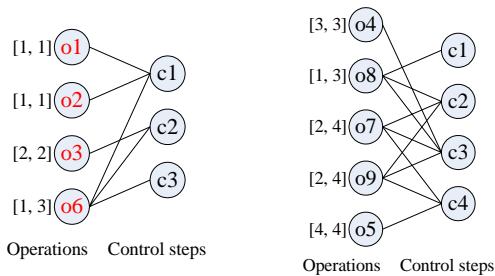 [1, 1] o1
c1
[1, 1] o2
c2
[2, 2] o3
c3
[1, 3] o6
Operations Control steps
[3, 3] o4
c1
[1, 3] o8
c2
[2, 4] o7
c3
[2, 4] o9
c4
[4, 4] o5
Operations Control steps